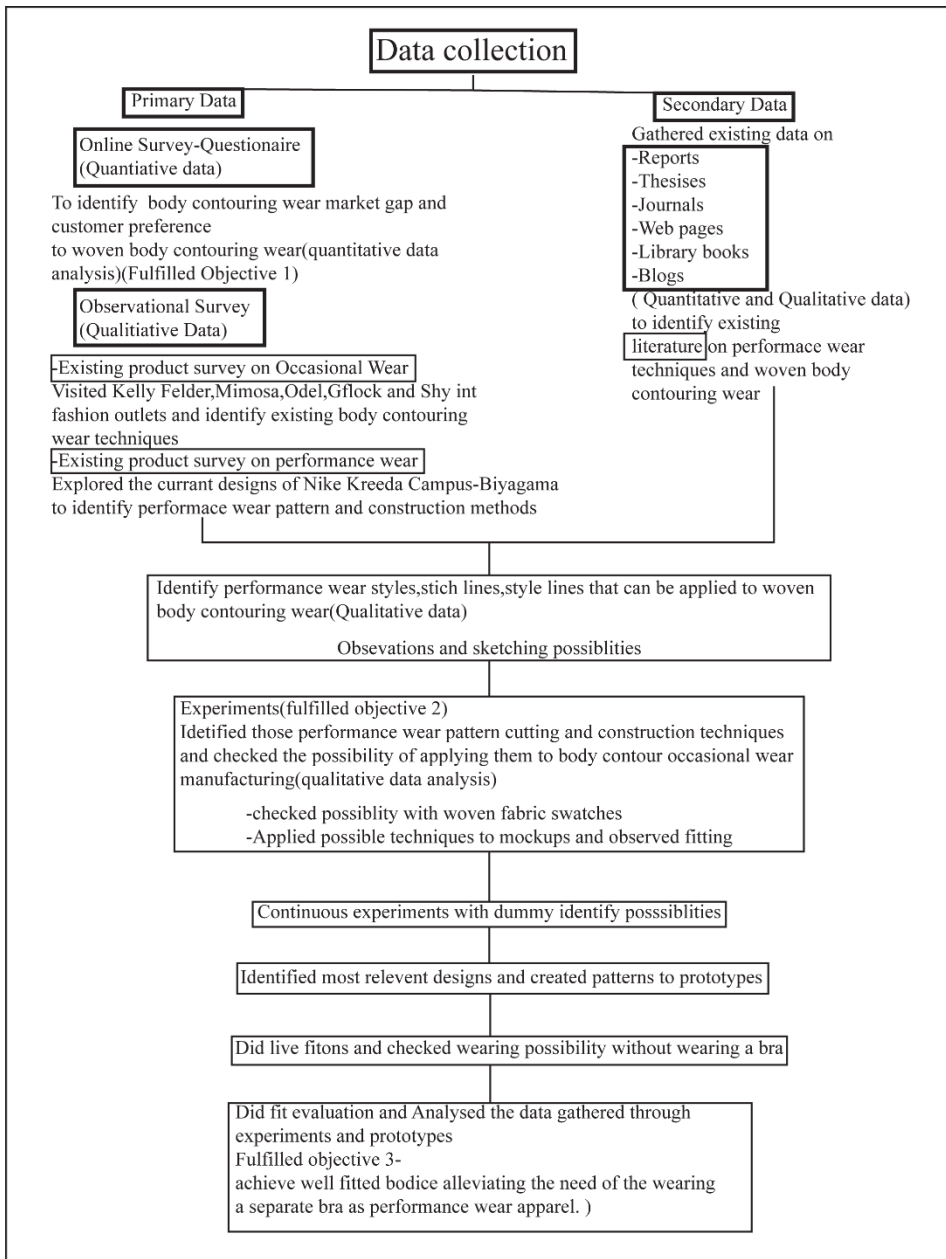 Data collection
Primary Data
Online Survey-Questionaire
(Quantiative data)
To identify  body contouring wear market gap and
customer preference
to woven body contouring wear(quantitative data
analysis)(Fulfilled Objective 1)
Observational Survey
(Qualitiative Data)
-Existing product survey on Occasional Wear
Visited Kelly Felder,Mimosa,Odel,Gflock and Shy int
fashion outlets and identify existing body contouring
wear techniques
-Existing product survey on performance wear
Explored the currant designs of Nike Kreeda Campus-Biyagama
to identify performace wear pattern and construction methods
Secondary Data
Gathered existing data on
-Reports
-Thesises
-Journals
-Web pages
-Library books
-Blogs
( Quantitative and Qualitative data)
to identify existing
literature on performace wear
techniques and woven body
contouring wear
Identify performance wear styles,stich lines,style lines that can be applied to woven
body contouring wear(Qualitative data)
Obsevations and sketching possiblities
Experiments(fulfilled objective 2)
Idetified those performance wear pattern cutting and construction techniques
and checked the possibility of applying them to body contour occasional wear
manufacturing(qualitative data analysis)
-checked possiblity with woven fabric swatches
-Applied possible techniques to mockups and observed fitting
Continuous experiments with dummy identify posssiblities
Identified most relevent designs and created patterns to prototypes
Did live fitons and checked wearing possibility without wearing a bra
Did fit evaluation and Analysed the data gathered through
experiments and prototypes
Fulfilled objective 3-
achieve well fitted bodice alleviating the need of the wearing
a separate bra as performance wear apparel. )